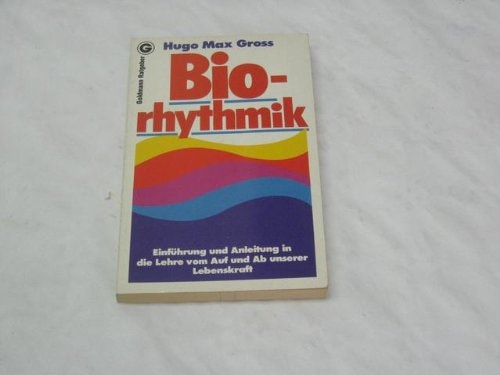 G
Goldmann Ratgeber
Hugo Max Gross
Bio-
rhythmik
Einführung und Anleitung in
die Lehre vom Auf und Ab unserer
Lebenskraft